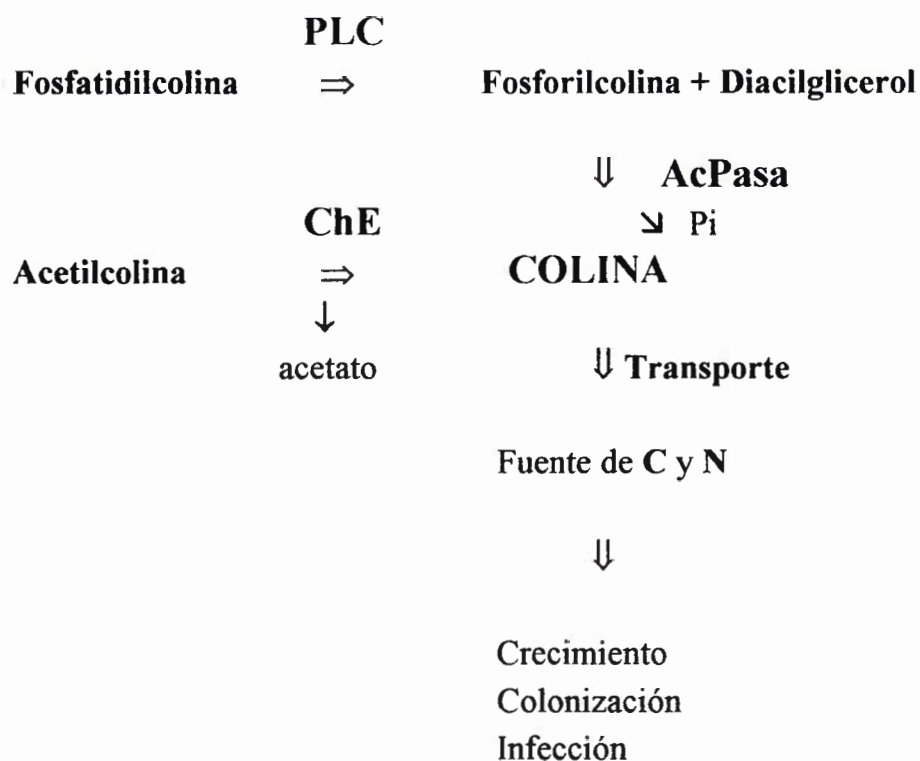 PLC
Fosfatidilcolina ⇒ Fosforilcolina + Diacilglicerol
⇓ AcPasa
ChE ↘ Pi
Acetilcolina ⇒ COLINA
↓
acetato ⇓ Transporte
Fuente de C y N
⇓
Crecimiento
Colonización
Infección